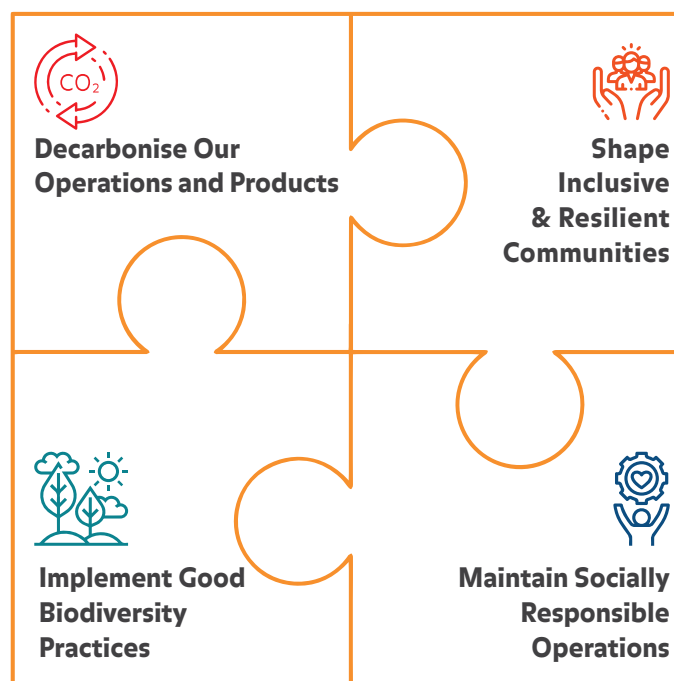 CO₂
Decarbonise Our
Operations and Products
Shape
Inclusive
& Resilient
Communities
Implement Good
Biodiversity
Practices
Maintain Socially
Responsible
Operations